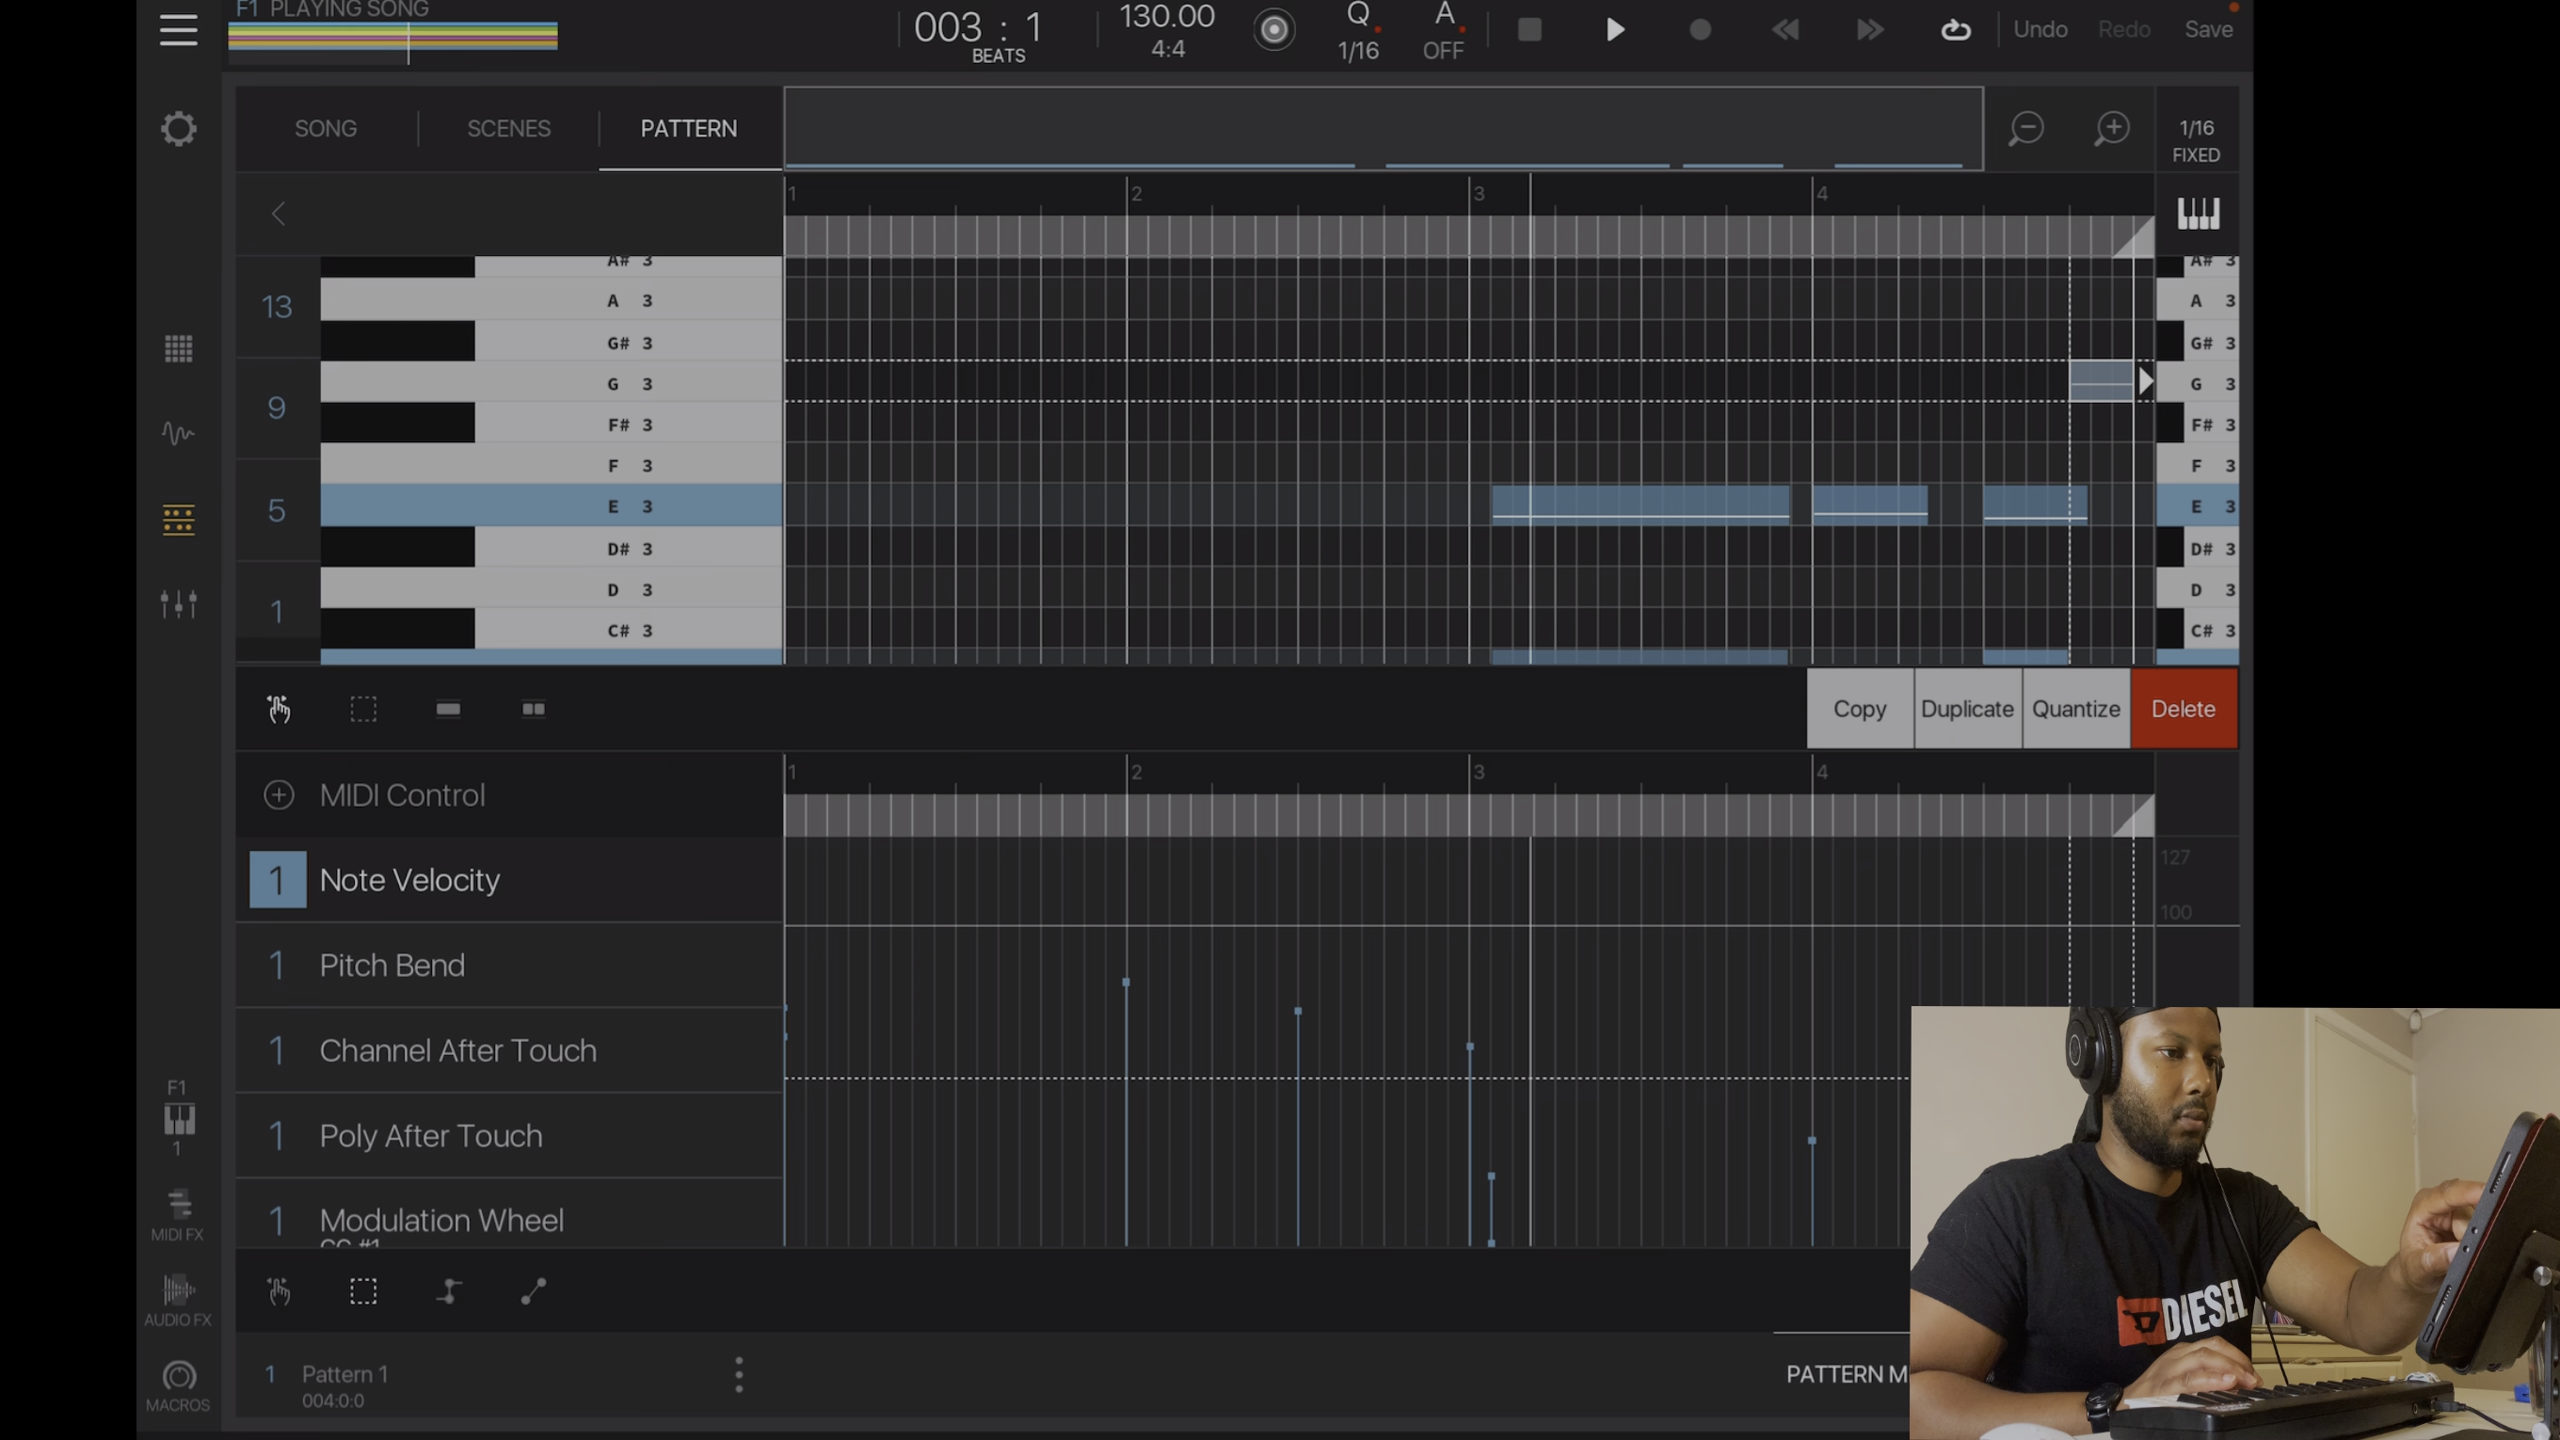 F1 PLAYING SONG
003 : 1
BEATS
130.00
4:4
Q
1/16
A
OFF
Undo
Redo
Save
SONG
SCENES
PATTERN
1/16
FIXED
1
2
3
4
13
9
5
1
A# 3
A 3
G# 3
G 3
F# 3
F 3
E 3
D# 3
D 3
C# 3
A# 3
A 3
G# 3
G 3
F# 3
F 3
E 3
D# 3
D 3
C# 3
Copy
Duplicate
Quantize
Delete
MIDI Control
1
2
3
4
1 Note Velocity
127
100
1 Pitch Bend
1 Channel After Touch
1 Poly After Touch
1 Modulation Wheel
CC #1
F1
1
MIDI FX
AUDIO FX
MACROS
1 Pattern 1
004:0:0
PATTERN M
DIESEL